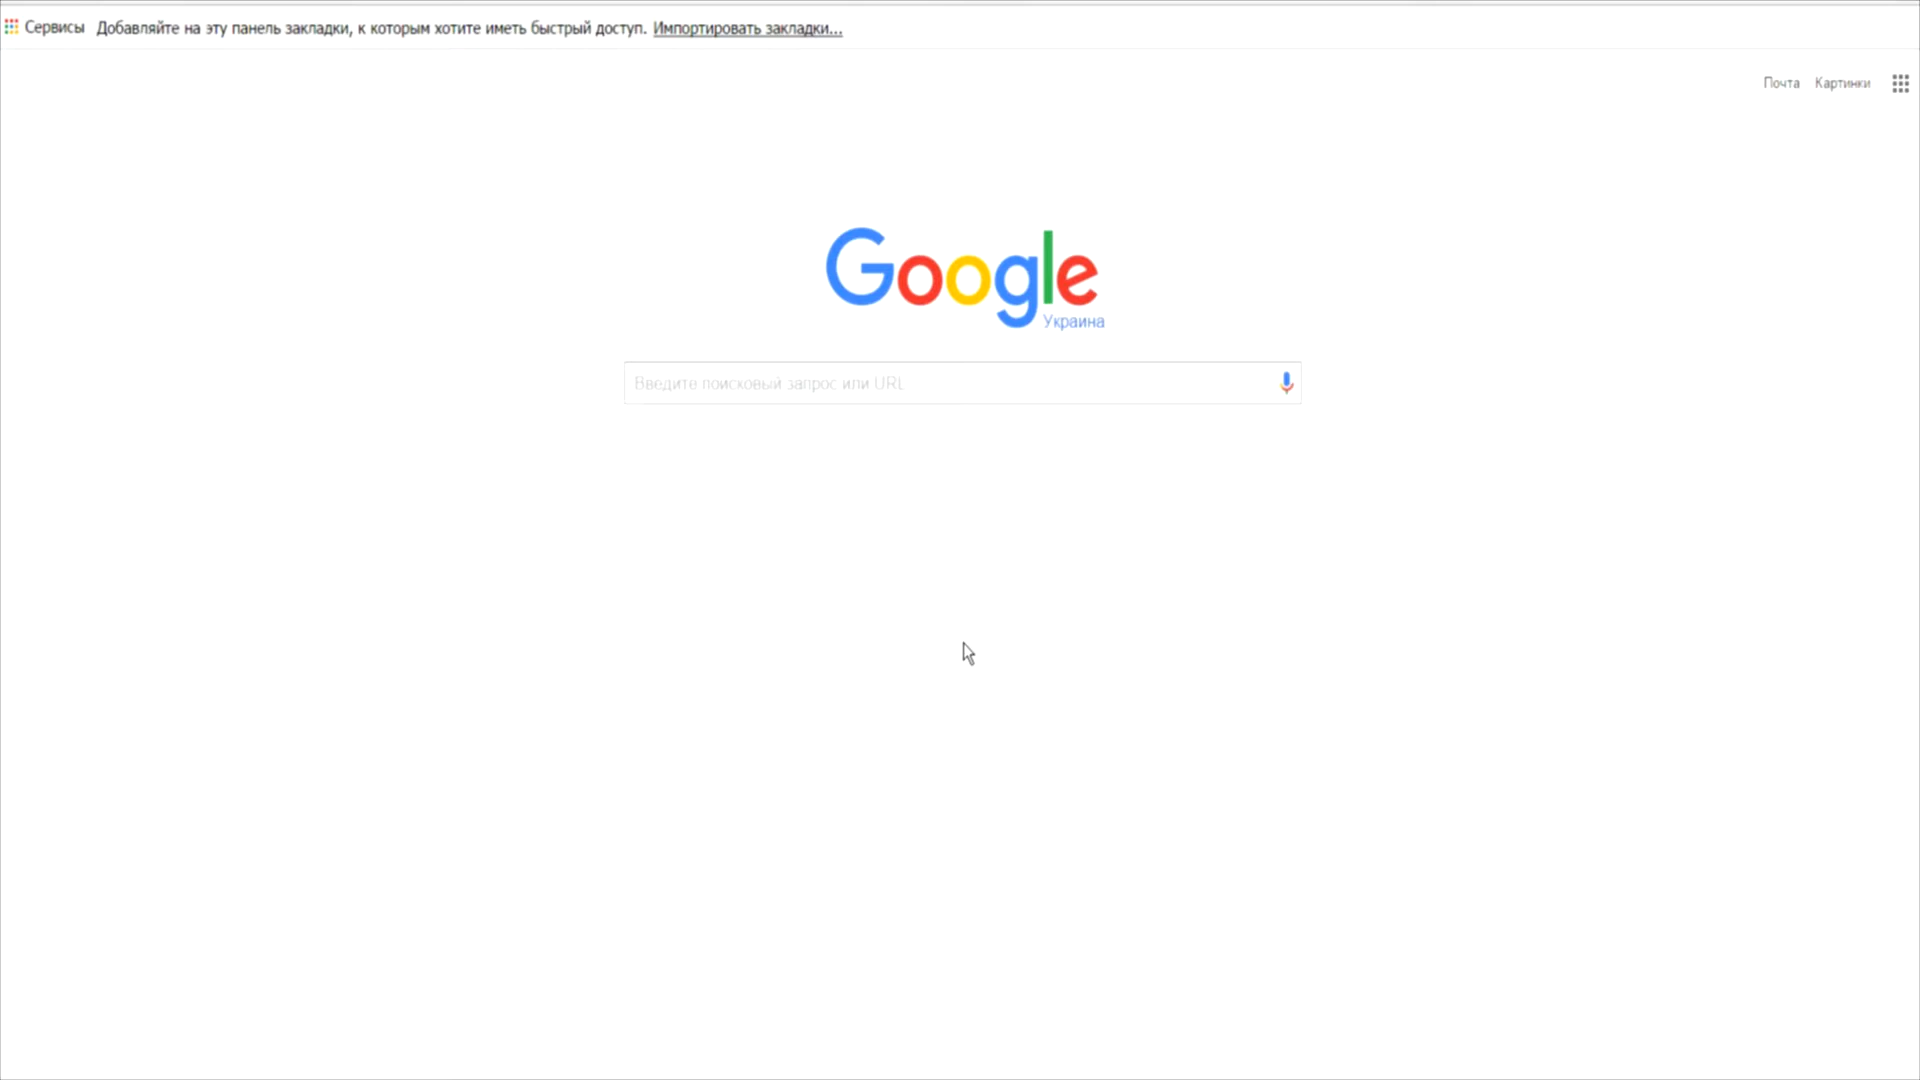 Сервисы Добавляйте на эту панель закладки, к которым хотите иметь быстрый доступ. Импортировать закладки...
Почта Картинки
Google
Украина
Введите поисковый запрос или URL